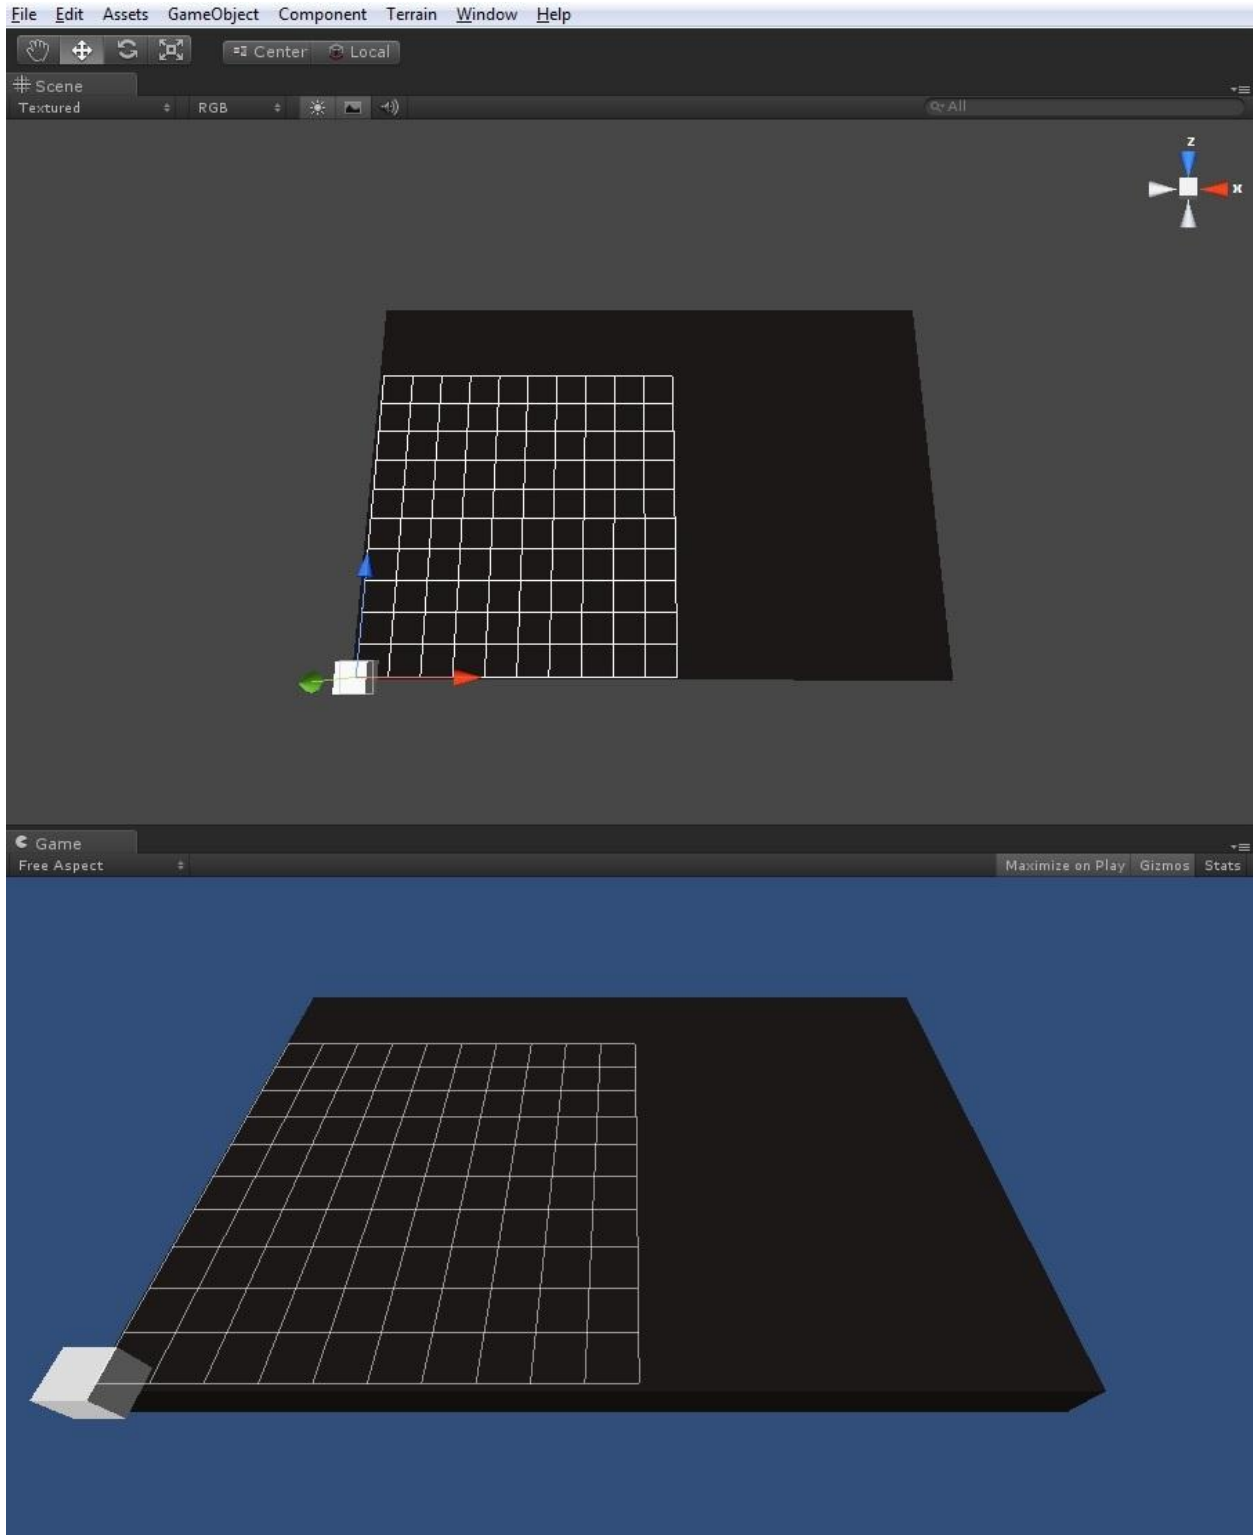 File Edit Assets GameObject Component Terrain Window Help
Center Local
Scene
Textured RGB All
z
x
Game
Free Aspect Maximize on Play Gizmos Stats